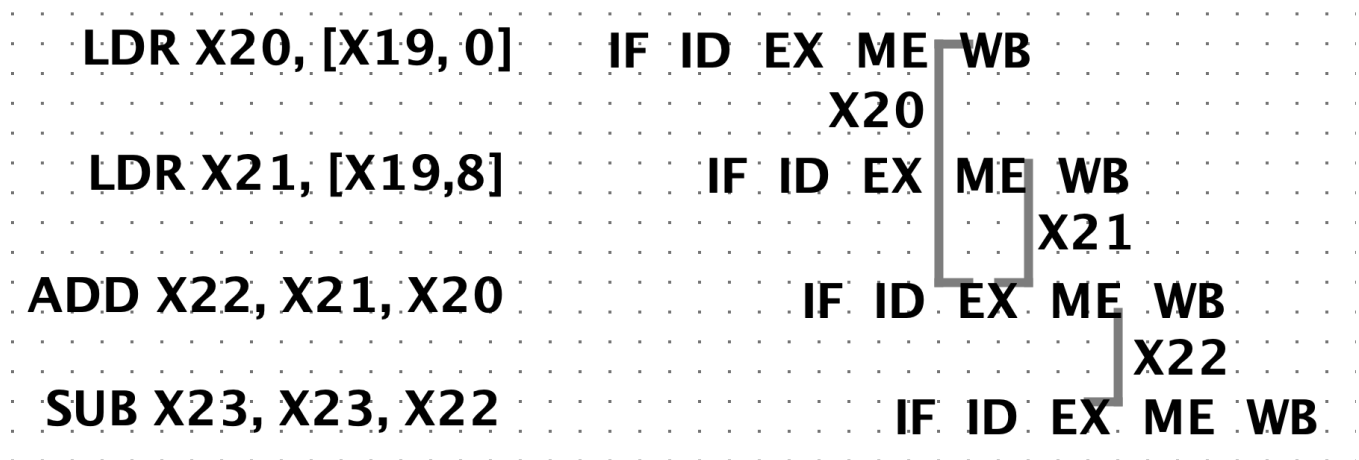 LDR X20, [X19, 0] IF ID EX ME WB
X20
LDR X21, [X19,8] IF ID EX ME WB
X21
ADD X22, X21, X20 IF ID EX ME WB
X22
SUB X23, X23, X22 IF ID EX ME WB